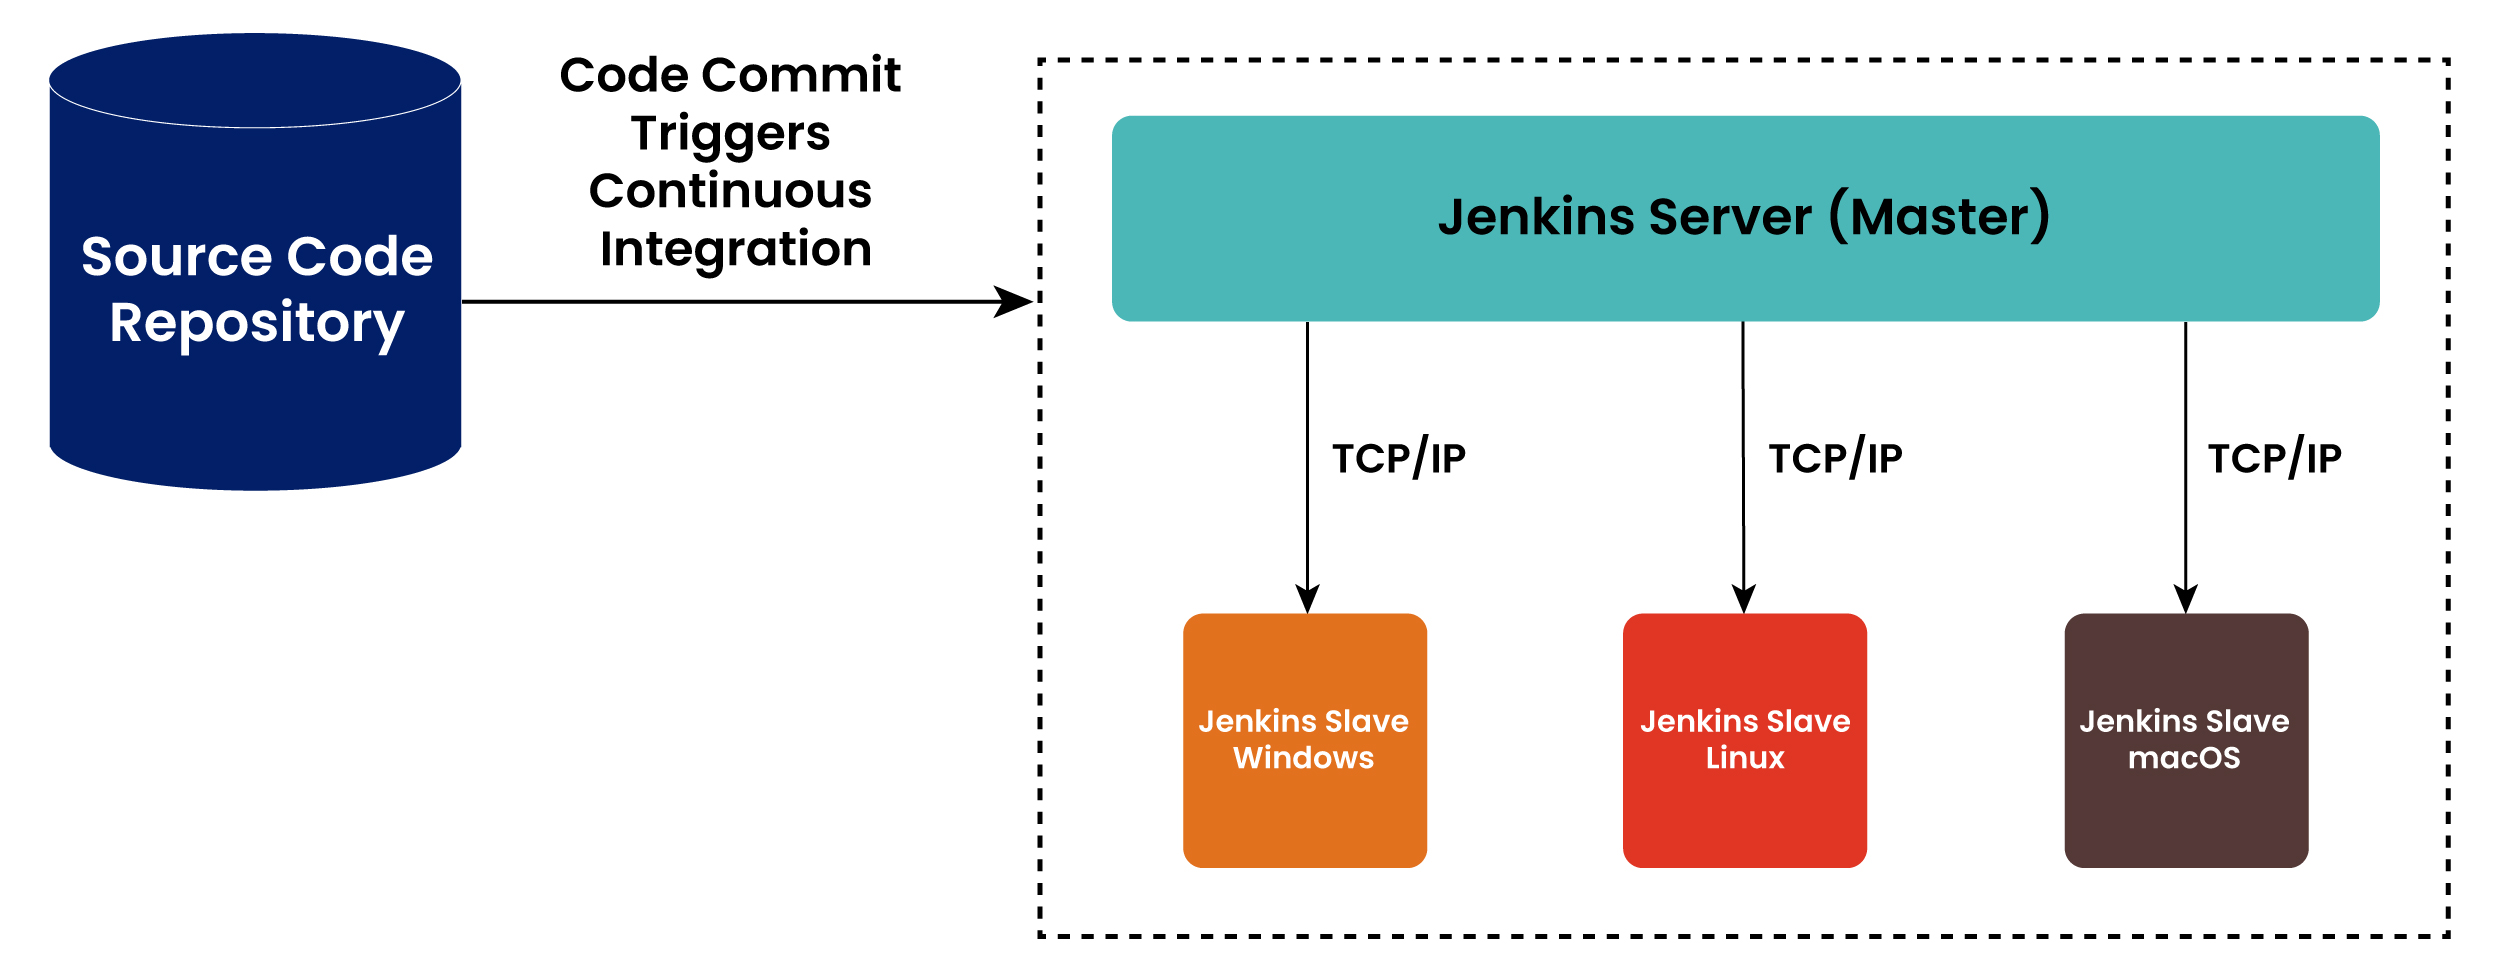 Code Commit
Triggers
Continuous
Integration
Source Code
Repository
Jenkins Server (Master)
TCP/IP
TCP/IP
TCP/IP
Jenkins Slave
Windows
Jenkins Slave
Linux
Jenkins Slave
macOS